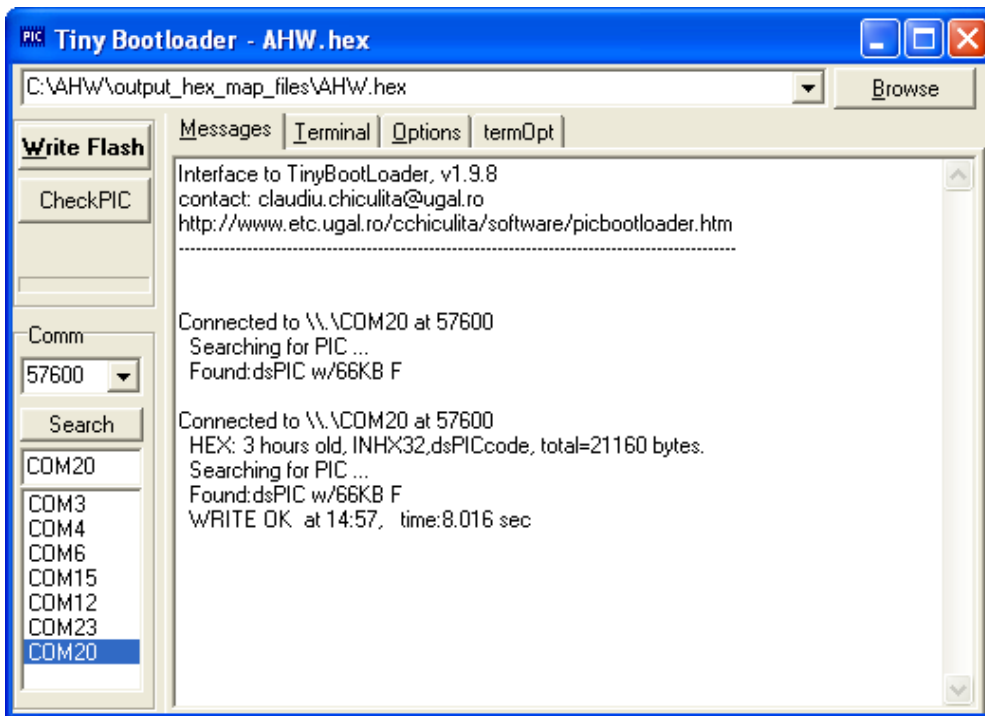 PIC Tiny Bootloader - AHW.hex
C:\AHW\output_hex_map_files\AHW.hex
Browse
Write Flash
CheckPIC
Messages Terminal Options termOpt
Interface to TinyBootLoader, v1.9.8
contact: claudiu.chiculita@ugal.ro
http://www.etc.ugal.ro/cchiculita/software/picbootloader.htm
------------------------------------------------------------
Connected to \\.\COM20 at 57600
Searching for PIC ...
Found:dsPIC w/66KB F
Connected to \\.\COM20 at 57600
HEX: 3 hours old, INHX32,dsPICcode, total=21160 bytes.
Searching for PIC ...
Found:dsPIC w/66KB F
WRITE OK at 14:57, time:8.016 sec
Comm
57600
Search
COM20
COM3
COM4
COM6
COM15
COM12
COM23
COM20